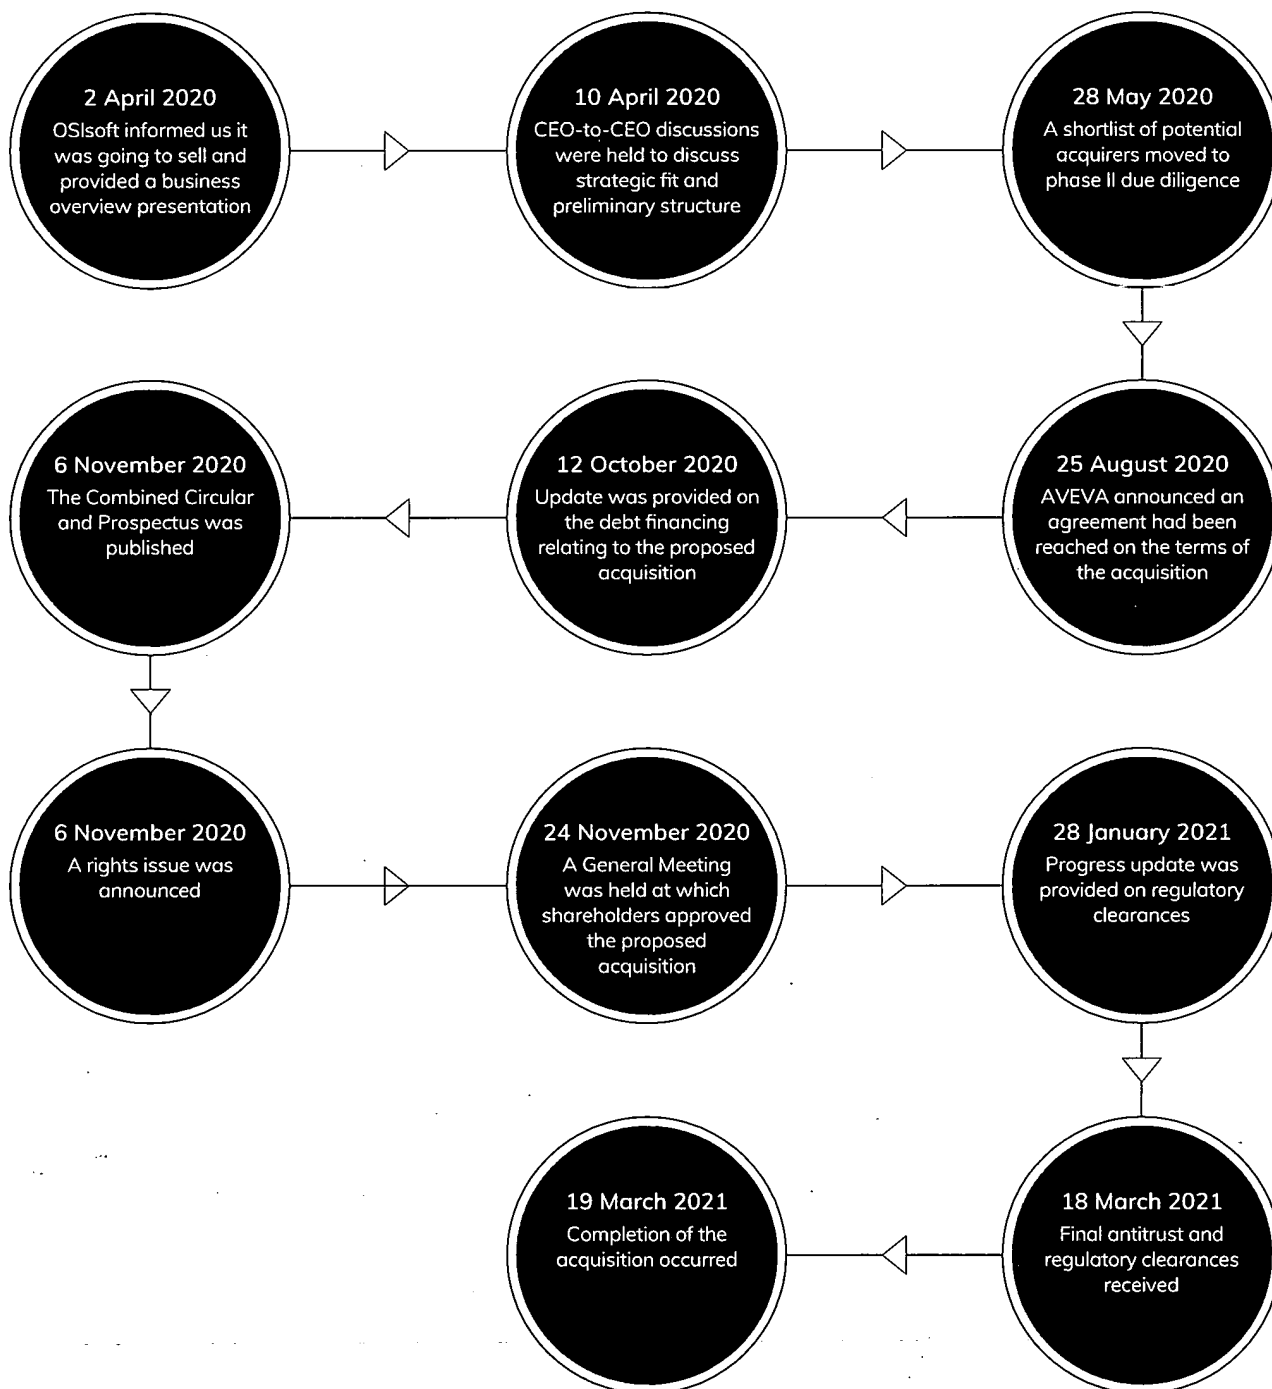 2 April 2020
OSIsoft informed us it
was going to sell and
provided a business
overview presentation
10 April 2020
CEO-to-CEO discussions
were held to discuss
strategic fit and
preliminary structure
28 May 2020
A shortlist of potential
acquirers moved to
phase II due diligence
25 August 2020
AVEVA announced an
agreement had been
reached on the terms of
the acquisition
12 October 2020
Update was provided on
the debt financing
relating to the proposed
acquisition
6 November 2020
The Combined Circular
and Prospectus was
published
6 November 2020
A rights issue was
announced
24 November 2020
A General Meeting
was held at which
shareholders approved
the proposed
acquisition
28 January 2021
Progress update was
provided on regulatory
clearances
18 March 2021
Final antitrust and
regulatory clearances
received
19 March 2021
Completion of the
acquisition occurred